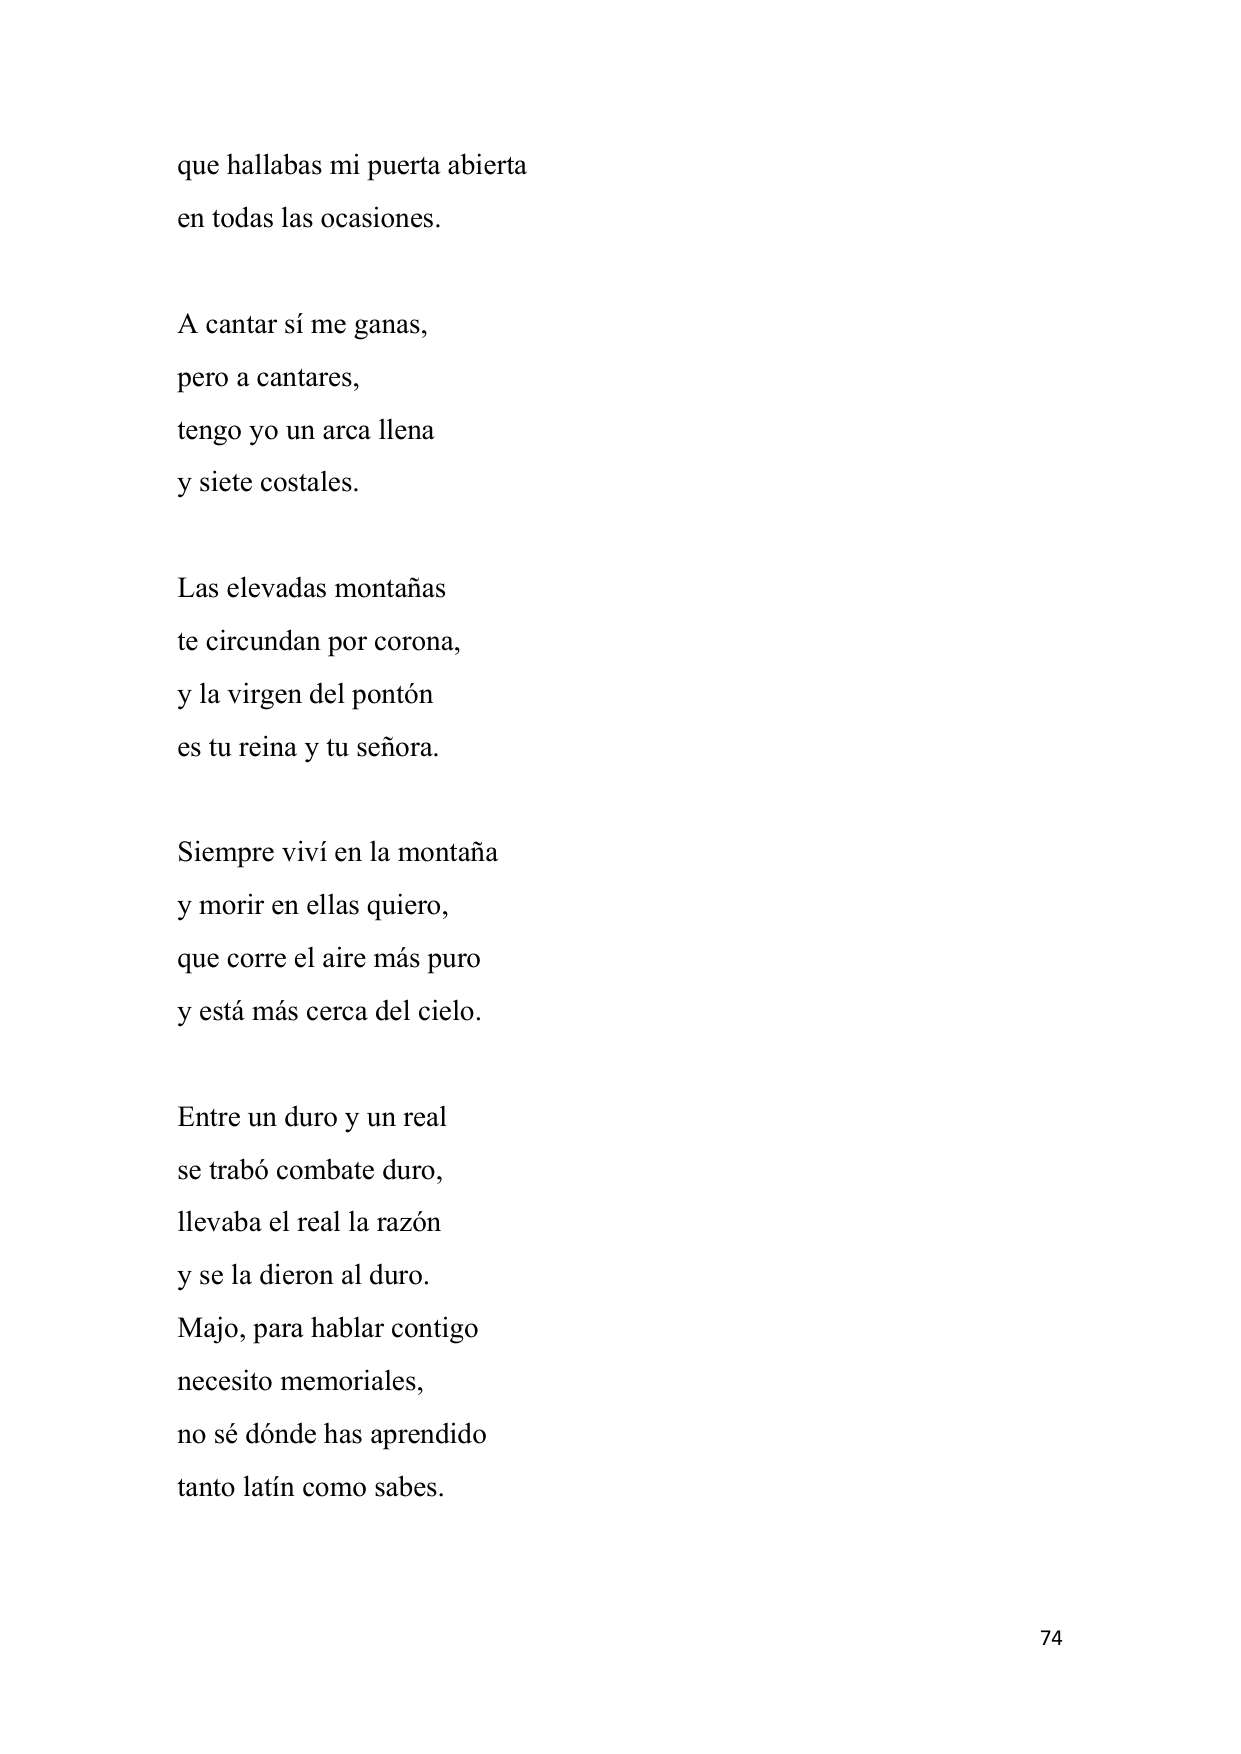 que hallabas mi puerta abierta
en todas las ocasiones.

A cantar sí me ganas,
pero a cantares,
tengo yo un arca llena
y siete costales.

Las elevadas montañas
te circundan por corona,
y la virgen del pontón
es tu reina y tu señora.

Siempre viví en la montaña
y morir en ellas quiero,
que corre el aire más puro
y está más cerca del cielo.

Entre un duro y un real
se trabó combate duro,
llevaba el real la razón
y se la dieron al duro.
Majo, para hablar contigo
necesito memoriales,
no sé dónde has aprendido
tanto latín como sabes.

74